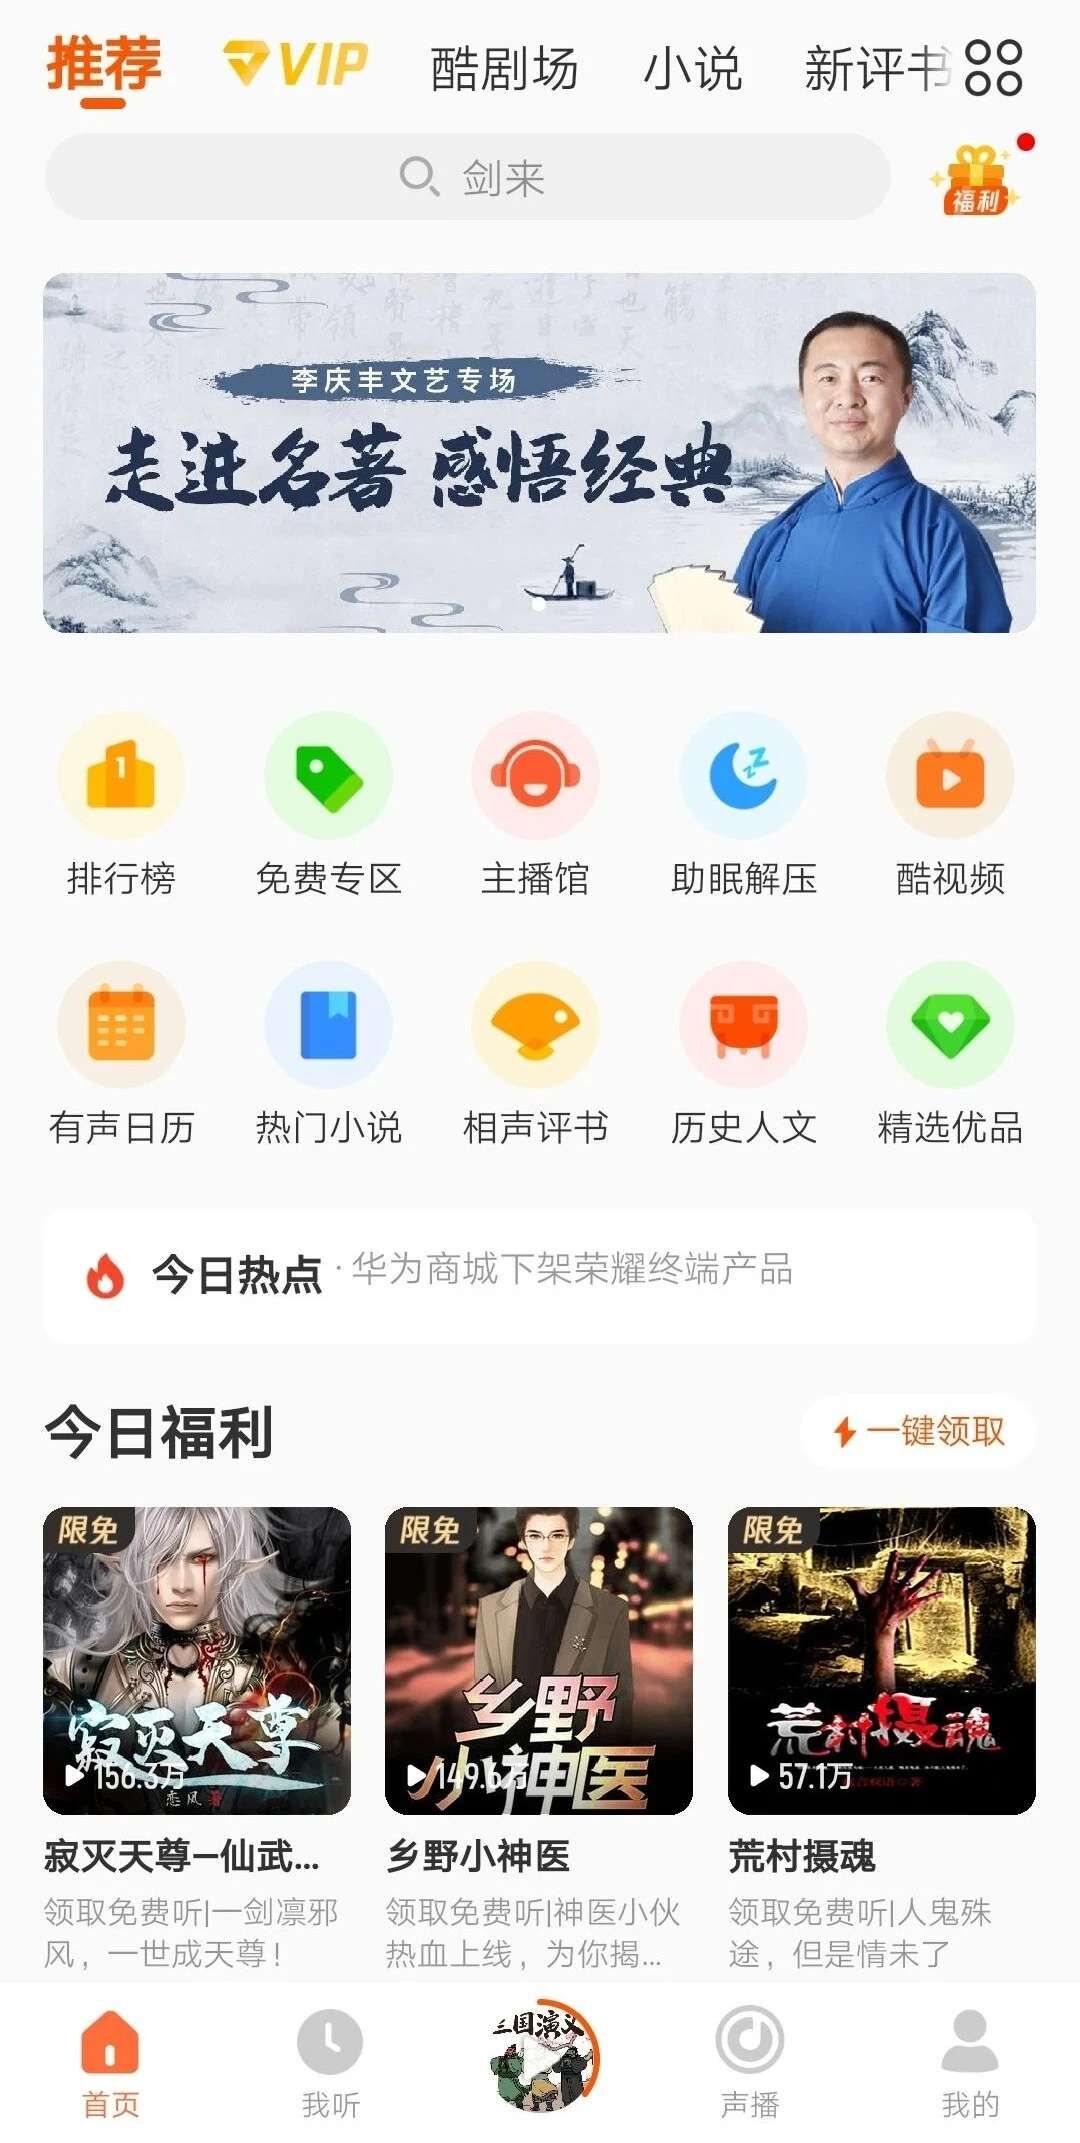 推荐 VIP 酷剧场 小说 新评书
剑来
福利
李庆丰文艺专场
走进名著 感悟经典
排行榜 免费专区 主播馆 助眠解压 酷视频
有声日历 热门小说 相声评书 历史人文 精选优品
今日热点 · 华为商城下架荣耀终端产品
今日福利
一键领取
限免 限免 限免
寂灭天尊
156.3万
恋风 著
乡野
小神医
149.6万
荒村摄魂
57.1万
寂灭天尊—仙武... 乡野小神医 荒村摄魂
领取免费听|一剑凛邪 领取免费听|神医小伙 领取免费听|人鬼殊
风，一世成天尊！ 热血上线，为你揭... 途，但是情未了
三国演义
首页 我听 声播 我的